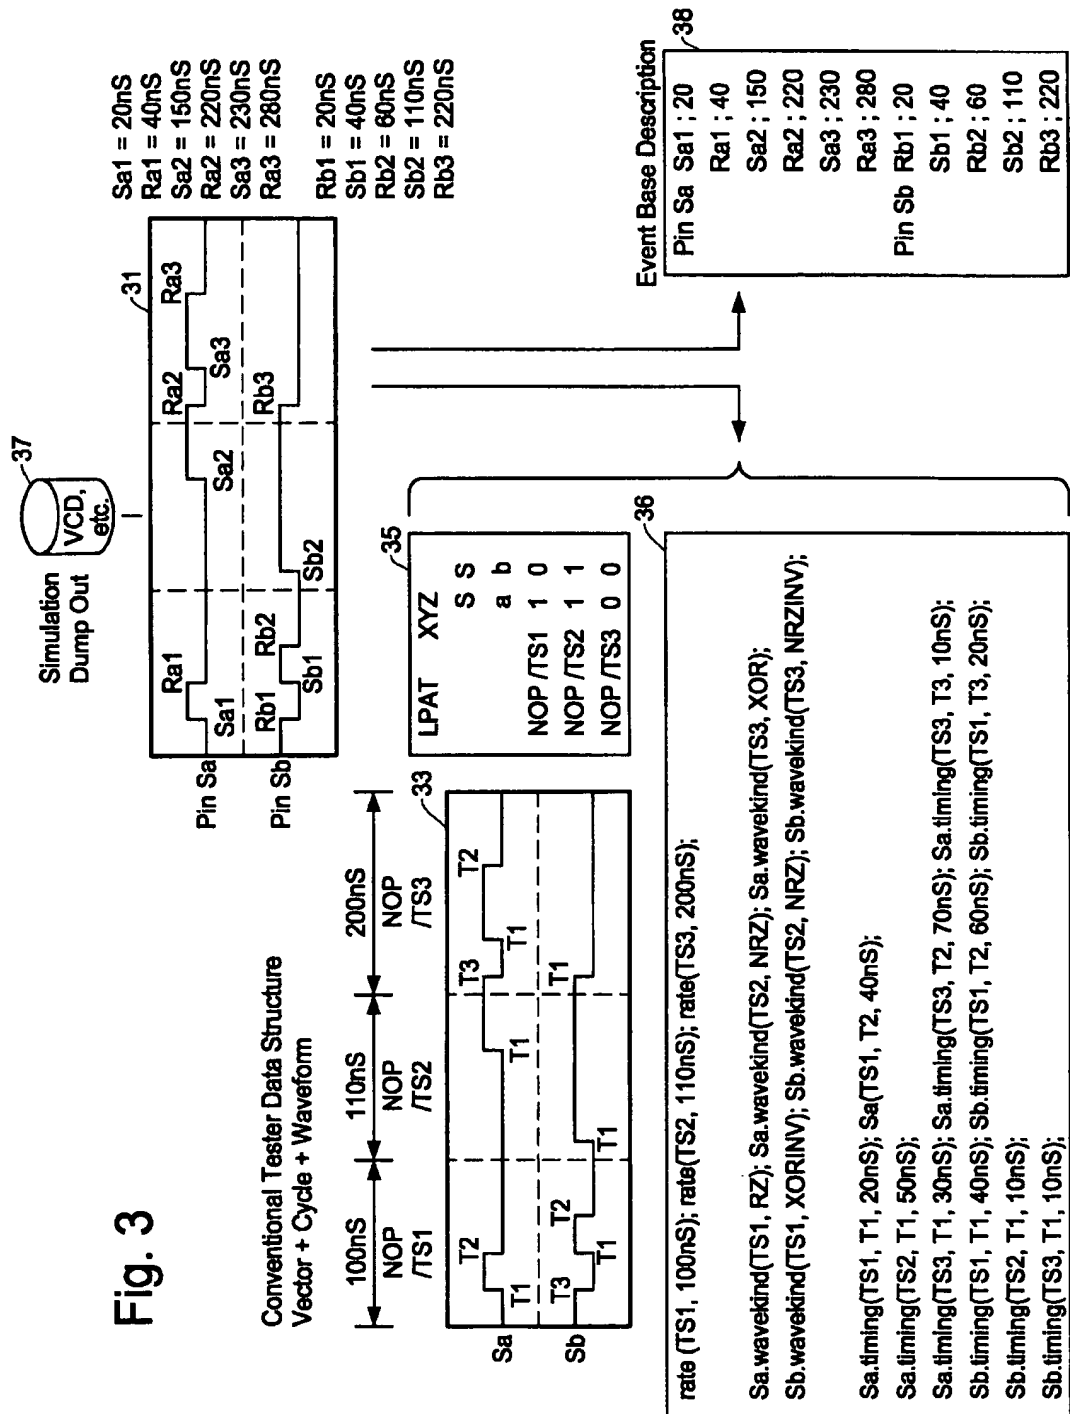 Fig. 3
Simulation
Dump Out
VCD,
etc.
37
31
Pin Sa
Pin Sb
Ra1
Sa1
Sa2
Ra2
Sa3
Ra3
Rb1
Sb1
Rb2
Sb2
Rb3
Sa1 = 20nS
Ra1 = 40nS
Sa2 = 150nS
Ra2 = 220nS
Sa3 = 230nS
Ra3 = 280nS
Rb1 = 20nS
Sb1 = 40nS
Rb2 = 60nS
Sb2 = 110nS
Rb3 = 220nS
Conventional Tester Data Structure
Vector + Cycle + Waveform
100nS
NOP
/TS1
110nS
NOP
/TS2
200nS
NOP
/TS3
33
Sa
Sb
T1
T2
T1
T3
T1
T2
T3
T1
T2
T1
T1
35
LPAT XYZ
S S
a b
NOP /TS1 1 0
NOP /TS2 1 1
NOP /TS3 0 0
Event Base Description
38
Pin Sa Sa1 ; 20
Ra1 ; 40
Sa2 ; 150
Ra2 ; 220
Sa3 ; 230
Ra3 ; 280
Pin Sb Rb1 ; 20
Sb1 ; 40
Rb2 ; 60
Sb2 ; 110
Rb3 ; 220
36
rate (TS1, 100nS); rate(TS2, 110nS); rate(TS3, 200nS);
Sa.wavekind(TS1, RZ); Sa.wavekind(TS2, NRZ); Sa.wavekind(TS3, XOR);
Sb.wavekind(TS1, XORINV); Sb.wavekind(TS2, NRZ); Sb.wavekind(TS3, NRZINV);
Sa.timing(TS1, T1, 20nS); Sa(TS1, T2, 40nS);
Sa.timing(TS2, T1, 50nS);
Sa.timing(TS3, T1, 30nS); Sa.timing(TS3, T2, 70nS); Sa.timing(TS3, T3, 10nS);
Sb.timing(TS1, T1, 40nS); Sb.timing(TS1, T2, 60nS); Sb.timing(TS1, T3, 20nS);
Sb.timing(TS2, T1, 10nS);
Sb.timing(TS3, T1, 10nS);